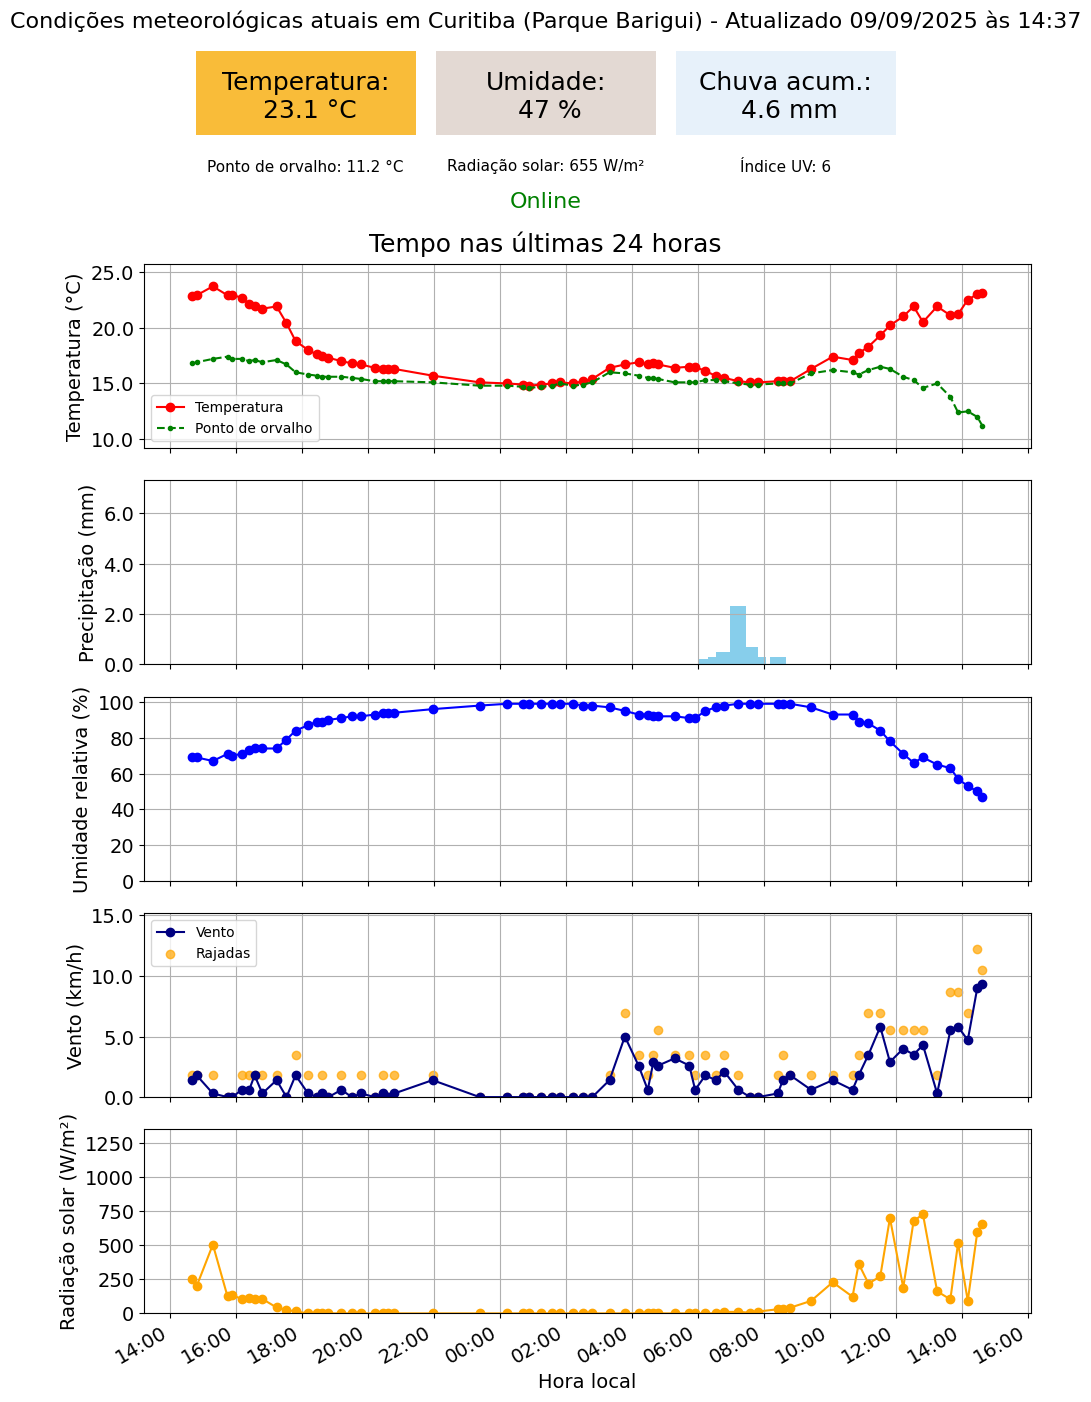 Condições meteorológicas atuais em Curitiba (Parque Barigui) - Atualizado 09/09/2025 às 14:37
Temperatura:
23.1 °C
Umidade:
47 %
Chuva acum.:
4.6 mm
Ponto de orvalho: 11.2 °C
Radiação solar: 655 W/m²
Índice UV: 6
Online
Tempo nas últimas 24 horas
Temperatura (°C)
25.0
20.0
15.0
10.0
Temperatura
Ponto de orvalho
Precipitação (mm)
6.0
4.0
2.0
0.0
Umidade relativa (%)
100
80
60
40
20
0
Vento (km/h)
15.0
10.0
5.0
0.0
Vento
Rajadas
Radiação solar (W/m²)
1250
1000
750
500
250
0
14:00 16:00 18:00 20:00 22:00 00:00 02:00 04:00 06:00 08:00 10:00 12:00 14:00 16:00
Hora local